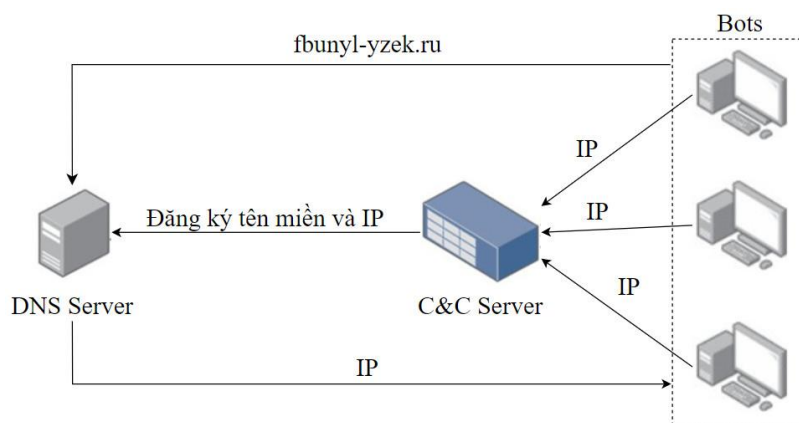 Bots
fbunyl-yzek.ru
IP
IP
Đăng ký tên miền và IP
IP
DNS Server
C&C Server
IP